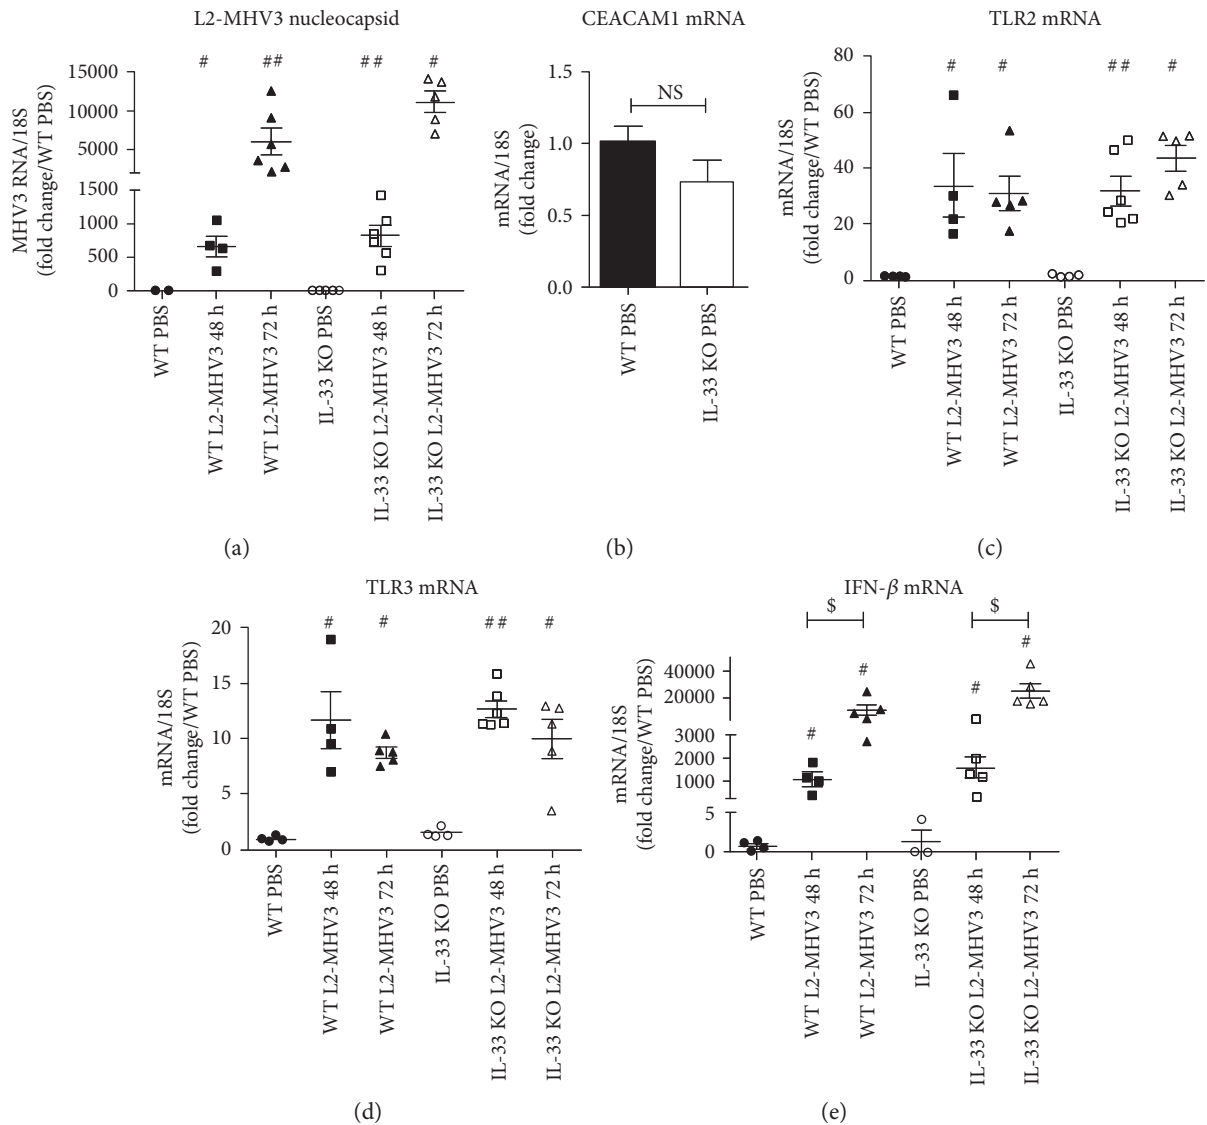 L2-MHV3 nucleocapsid
MHV3 RNA/18S
(fold change/WT PBS)
15000
10000
5000
1500
1000
500
0
# ## ## #
WT PBS
WT L2-MHV3 48 h
WT L2-MHV3 72 h
IL-33 KO PBS
IL-33 KO L2-MHV3 48 h
IL-33 KO L2-MHV3 72 h
(a)
CEACAM1 mRNA
mRNA/18S
(fold change)
1.5
1.0
0.5
0.0
NS
WT PBS
IL-33 KO PBS
(b)
TLR2 mRNA
mRNA/18S
(fold change/WT PBS)
80
60
40
20
0
# # ## #
WT PBS
WT L2-MHV3 48 h
WT L2-MHV3 72 h
IL-33 KO PBS
IL-33 KO L2-MHV3 48 h
IL-33 KO L2-MHV3 72 h
(c)
TLR3 mRNA
mRNA/18S
(fold change/WT PBS)
20
15
10
5
0
# # ## #
WT PBS
WT L2-MHV3 48 h
WT L2-MHV3 72 h
IL-33 KO PBS
IL-33 KO L2-MHV3 48 h
IL-33 KO L2-MHV3 72 h
(d)
IFN-β mRNA
mRNA/18S
(fold change/WT PBS)
40000
20000
3000
2000
1000
5
0
$ $
# # # #
WT PBS
WT L2-MHV3 48 h
WT L2-MHV3 72 h
IL-33 KO PBS
IL-33 KO L2-MHV3 48 h
IL-33 KO L2-MHV3 72 h
(e)